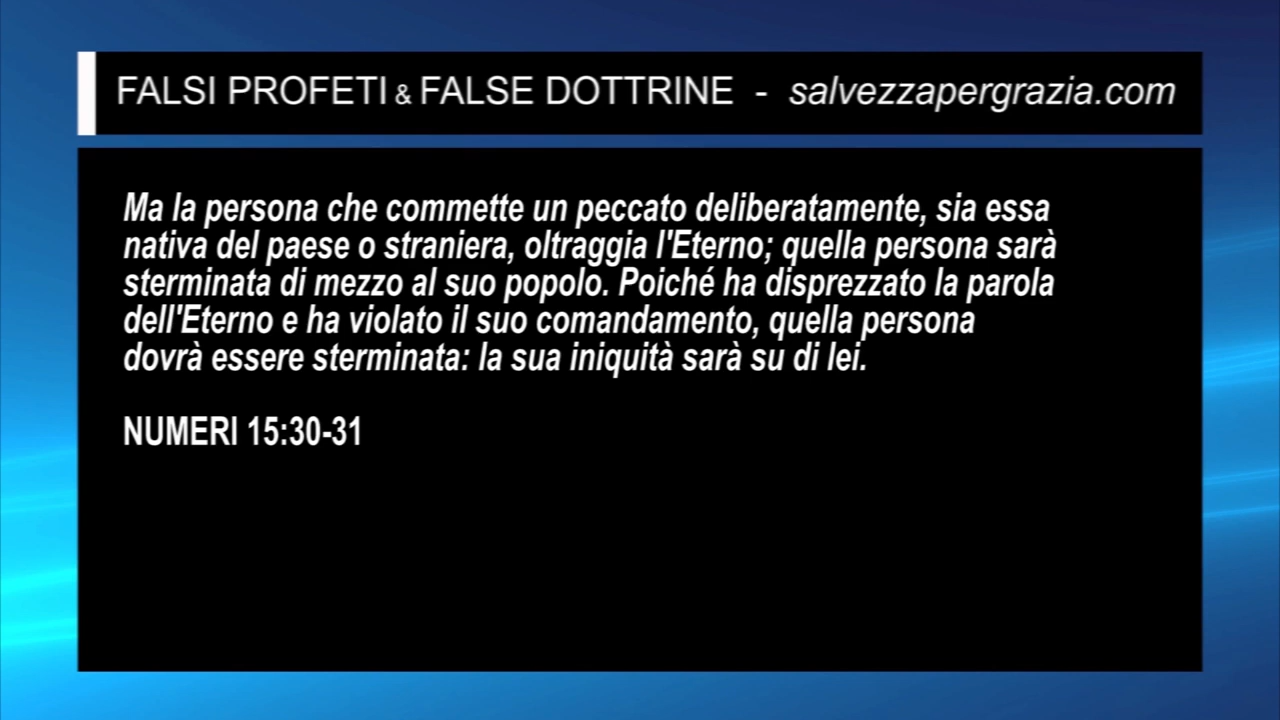 FALSI PROFETI & FALSE DOTTRINE - salvezzapergrazia.com
Ma la persona che commette un peccato deliberatamente, sia essa
nativa del paese o straniera, oltraggia l'Eterno; quella persona sarà
sterminata di mezzo al suo popolo. Poiché ha disprezzato la parola
dell'Eterno e ha violato il suo comandamento, quella persona
dovrà essere sterminata: la sua iniquità sarà su di lei.
NUMERI 15:30-31